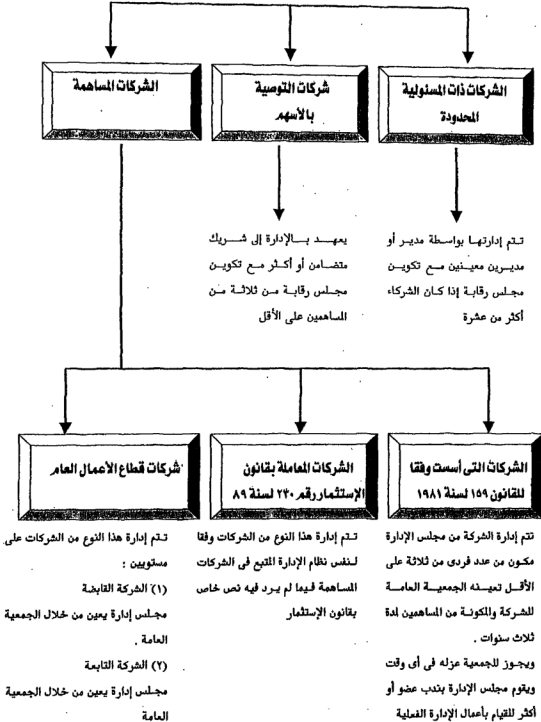 الشركات ذات المسئولية
المحدودة
شركات التوصية
بالأسهم
الشركات المساهمة
تتم إدارتها بواسطة مدير أو
مديرين معينين مع تكوين
مجلس رقابة إذا كان الشركاء
أكثر من عشرة
يعهد بالإدارة إلى شريك
متضامن أو أكثر مع تكوين
مجلس رقابة من ثلاثة من
المساهمين على الأقل
الشركات التى أسست وفقا
للقانون ١٥٩ لسنة ١٩٨١
الشركات المعاملة بقانون
الإستثمار رقم ٢٣٠ لسنة ٨٩
شركات قطاع الأعمال العام
تتم إدارة الشركة من مجلس الإدارة
مكون من عدد فردى من ثلاثة على
الأقل تعينه الجمعية العامة
للشركة والمكونة من المساهمين لمدة
ثلاث سنوات .
ويجوز للجمعية عزله فى أى وقت
ويقوم مجلس الإدارة بندب عضو أو
أكثر للقيام بأعمال الإدارة الفعلية
تتم إدارة هذا النوع من الشركات وفقا
لنفس نظام الإدارة المتبع فى الشركات
المساهمة فيما لم يرد فيه نص خاص
بقانون الإستثمار
تتم إدارة هذا النوع من الشركات على
مستويين :
(١) الشركة القابضة
مجلس إدارة يعين من خلال الجمعية
العامة .
(٢) الشركة التابعة
مجلس إدارة يعين من خلال الجمعية
العامة